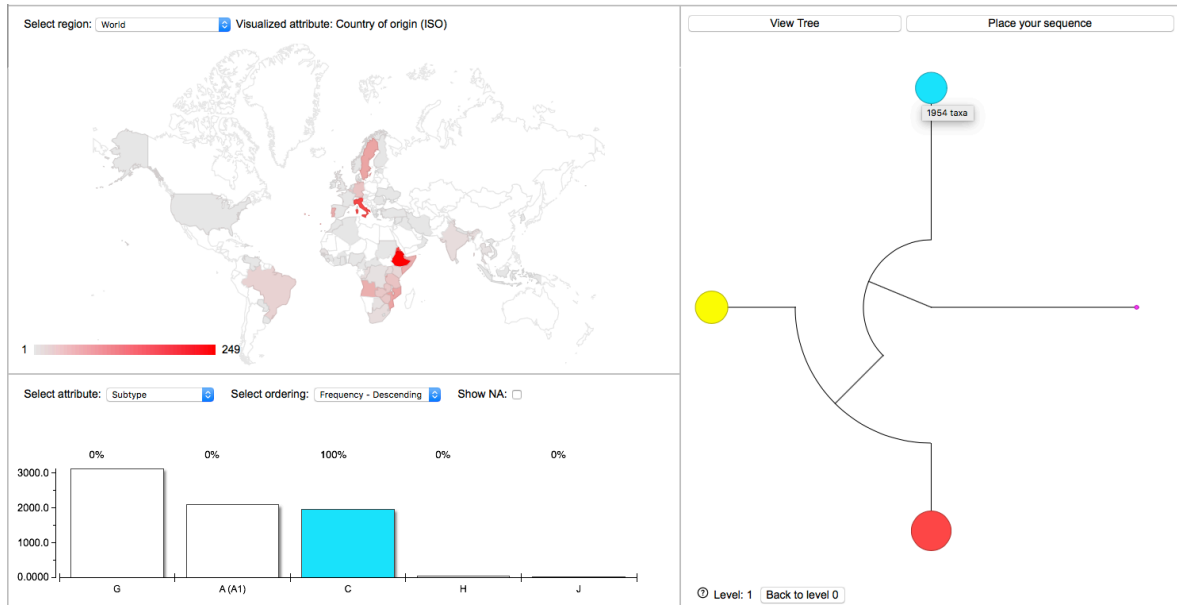 Select region: World Visualized attribute: Country of origin (ISO)
View Tree Place your sequence
1954 taxa
1 249
Select attribute: Subtype Select ordering: Frequency - Descending Show NA:
0% 0% 100% 0% 0%
3000.0
2000.0
1000.0
0.0000
G A (A1) C H J
? Level: 1 Back to level 0